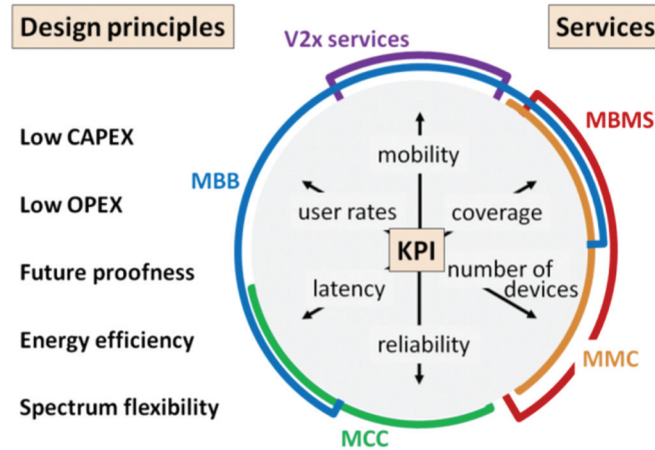 Design principles
Services
V2x services
MBMS
Low CAPEX
mobility
MBB
Low OPEX
user rates
coverage
KPI
Future proofness
latency
number of
devices
Energy efficiency
reliability
MMC
Spectrum flexibility
MCC